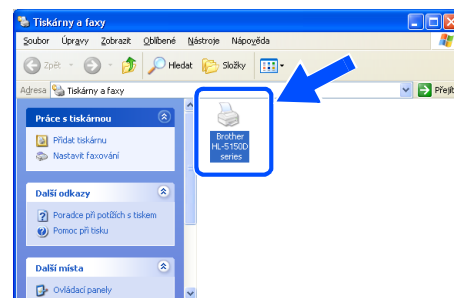 Tiskárny a faxy
Soubor Úpravy Zobrazit Oblíbené Nástroje Nápověda
Zpět Hledat Složky
Adresa Tiskárny a faxy Přejít
Práce s tiskárnou
Přidat tiskárnu
Nastavit faxování
Brother
HL-5150D
series
Další odkazy
Poradce při potížích s tiskem
Pomoc při tisku
Další místa
Ovládací panely